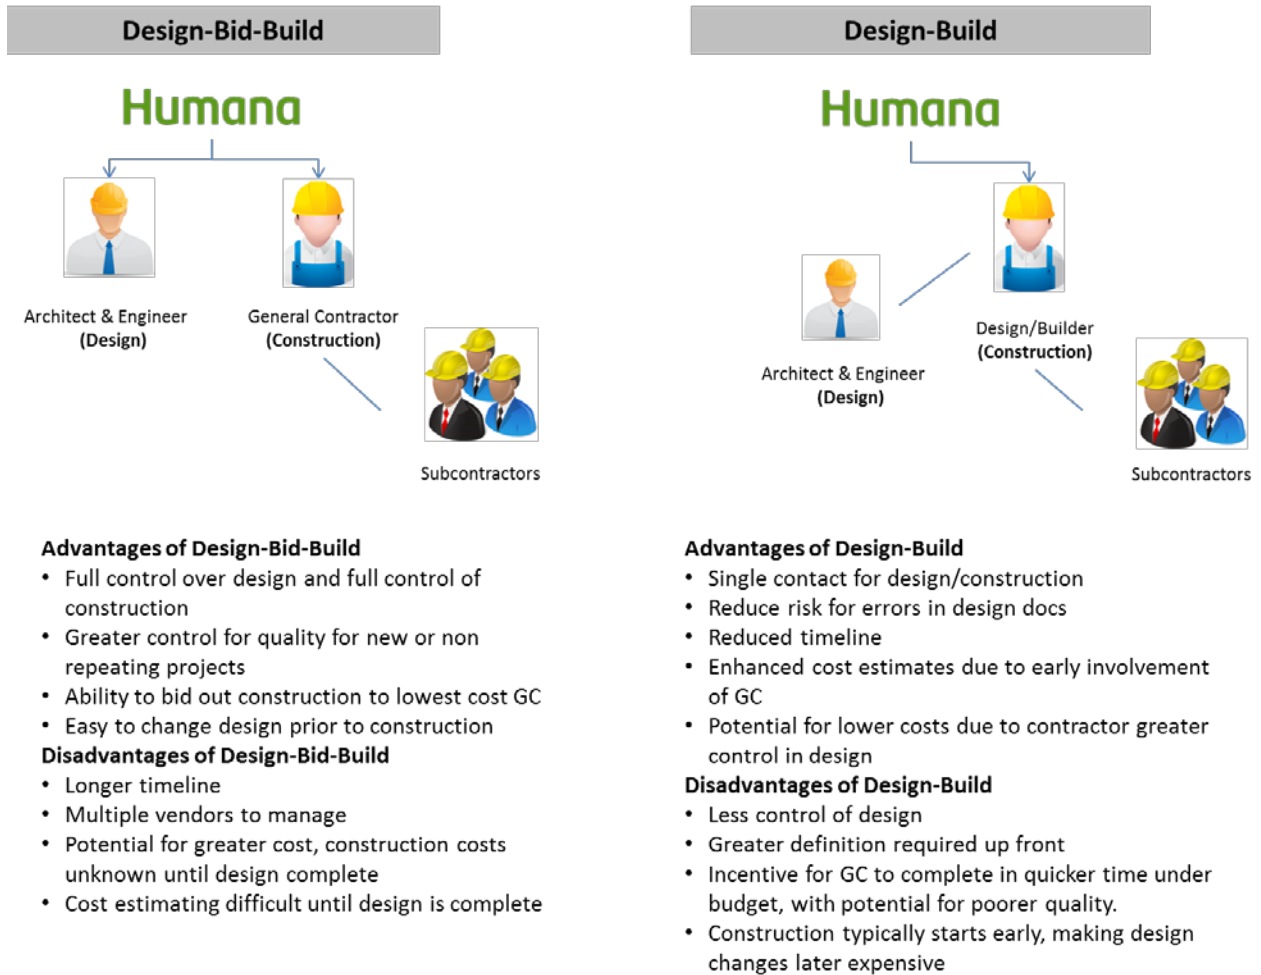 Design-Bid-Build
Humana
Architect & Engineer
(Design)
General Contractor
(Construction)
Subcontractors
Advantages of Design-Bid-Build
• Full control over design and full control of
construction
• Greater control for quality for new or non
repeating projects
• Ability to bid out construction to lowest cost GC
• Easy to change design prior to construction
Disadvantages of Design-Bid-Build
• Longer timeline
• Multiple vendors to manage
• Potential for greater cost, construction costs
unknown until design complete
• Cost estimating difficult until design is complete
Design-Build
Humana
Design/Builder
(Construction)
Architect & Engineer
(Design)
Subcontractors
Advantages of Design-Build
• Single contact for design/construction
• Reduce risk for errors in design docs
• Reduced timeline
• Enhanced cost estimates due to early involvement
of GC
• Potential for lower costs due to contractor greater
control in design
Disadvantages of Design-Build
• Less control of design
• Greater definition required up front
• Incentive for GC to complete in quicker time under
budget, with potential for poorer quality.
• Construction typically starts early, making design
changes later expensive